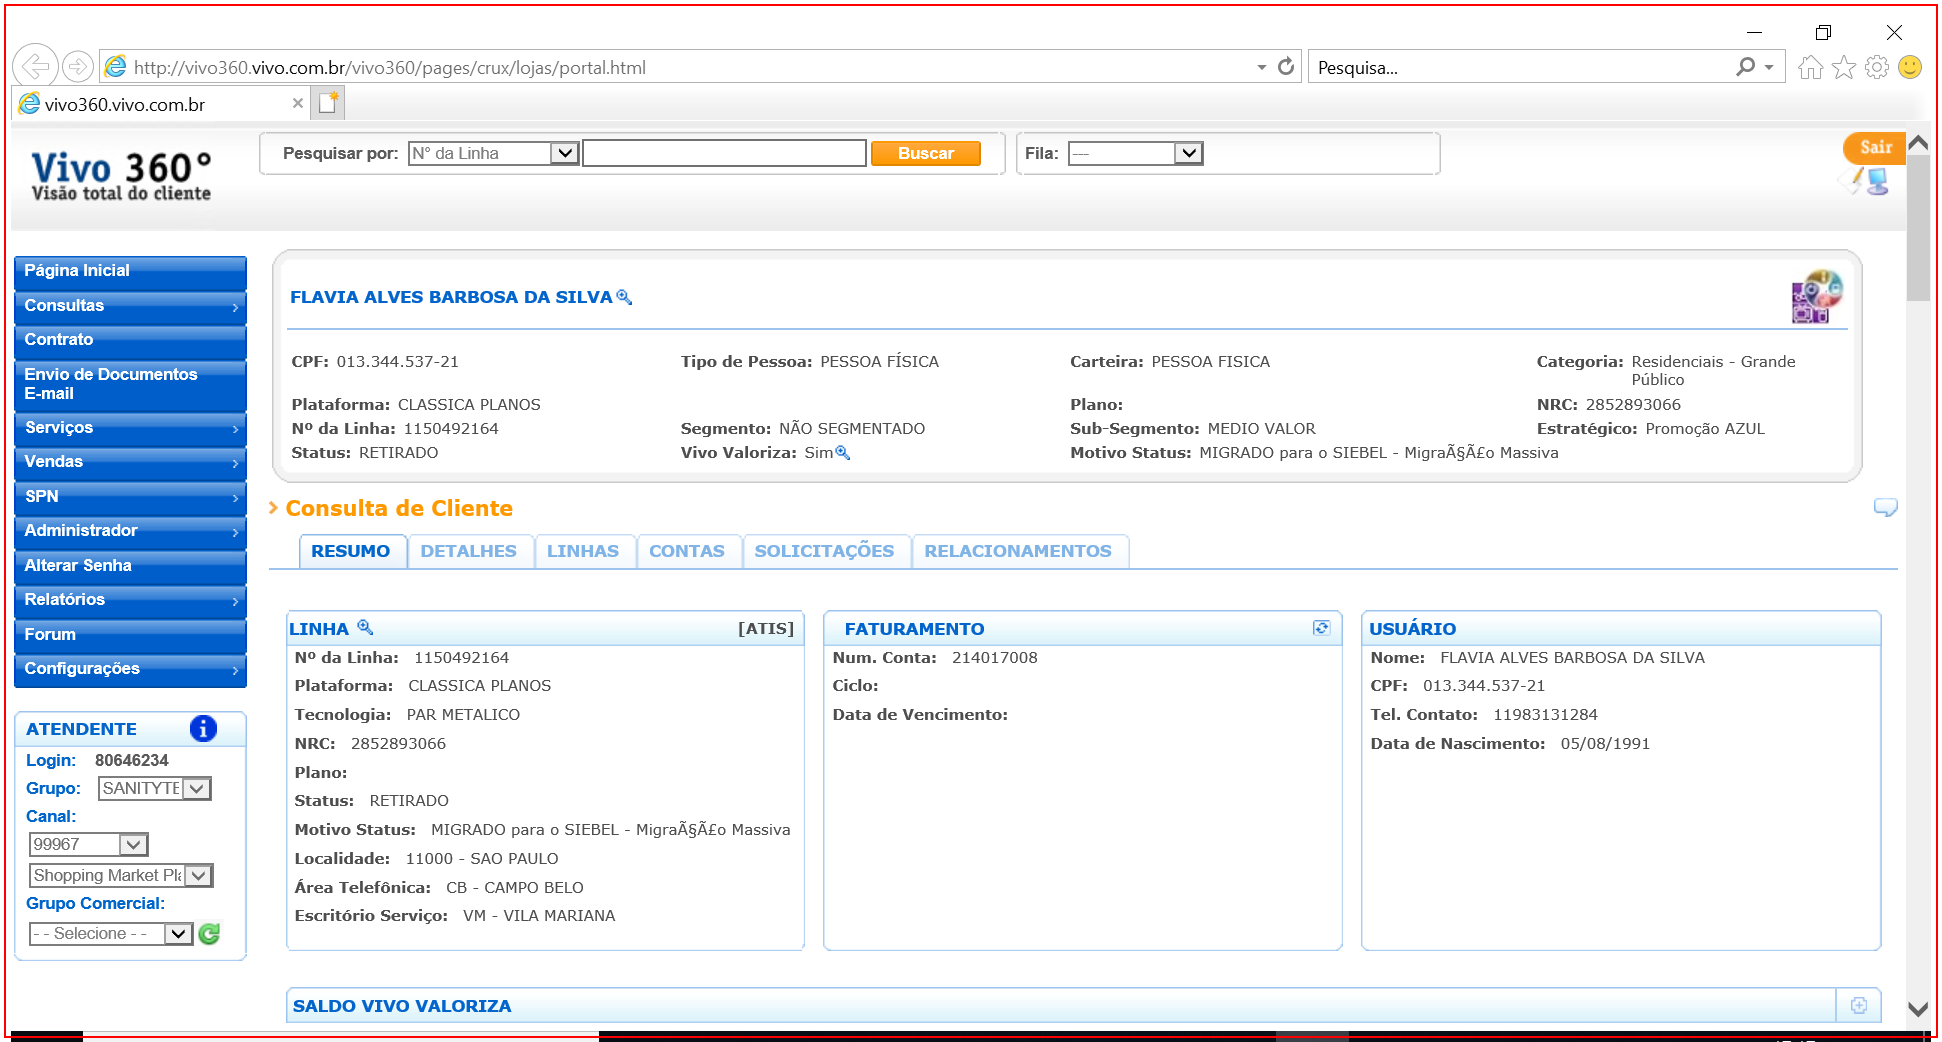 http://vivo360.vivo.com.br/vivo360/pages/crux/lojas/portal.html
Pesquisa...
vivo360.vivo.com.br
Vivo 360°
Visão total do cliente
Pesquisar por: N° da Linha
Buscar
Fila: ---
Sair
Página Inicial
Consultas
Contrato
Envio de Documentos
E-mail
Serviços
Vendas
SPN
Administrador
Alterar Senha
Relatórios
Forum
Configurações
ATENDENTE
Login: 80646234
Grupo: SANITYTE
Canal:
99967
Shopping Market Pla
Grupo Comercial:
- - Selecione - -
FLAVIA ALVES BARBOSA DA SILVA
CPF: 013.344.537-21 Tipo de Pessoa: PESSOA FÍSICA Carteira: PESSOA FISICA Categoria: Residenciais - Grande
Público
Plataforma: CLASSICA PLANOS Plano: NRC: 2852893066
Nº da Linha: 1150492164 Segmento: NÃO SEGMENTADO Sub-Segmento: MEDIO VALOR Estratégico: Promoção AZUL
Status: RETIRADO Vivo Valoriza: Sim Motivo Status: MIGRADO para o SIEBEL - MigraÃ§Ã£o Massiva
Consulta de Cliente
RESUMO DETALHES LINHAS CONTAS SOLICITAÇÕES RELACIONAMENTOS
LINHA [ATIS]
Nº da Linha: 1150492164
Plataforma: CLASSICA PLANOS
Tecnologia: PAR METALICO
NRC: 2852893066
Plano:
Status: RETIRADO
Motivo Status: MIGRADO para o SIEBEL - MigraÃ§Ã£o Massiva
Localidade: 11000 - SAO PAULO
Área Telefônica: CB - CAMPO BELO
Escritório Serviço: VM - VILA MARIANA
FATURAMENTO
Num. Conta: 214017008
Ciclo:
Data de Vencimento:
USUÁRIO
Nome: FLAVIA ALVES BARBOSA DA SILVA
CPF: 013.344.537-21
Tel. Contato: 11983131284
Data de Nascimento: 05/08/1991
SALDO VIVO VALORIZA